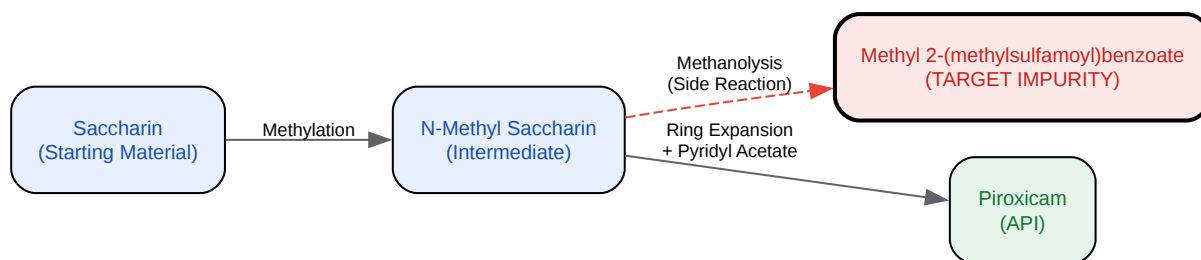 Saccharin
(Starting Material)
Methylation
N-Methyl Saccharin
(Intermediate)
Methanolysis
(Side Reaction)
Methyl 2-(methylsulfamoyl)benzoate
(TARGET IMPURITY)
Ring Expansion
+ Pyridyl Acetate
Piroxicam
(API)